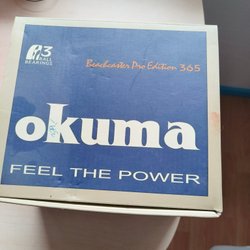 3
BALL
BEARINGS
Beachcaster Pro Edition 365
okuma
FEEL THE POWER